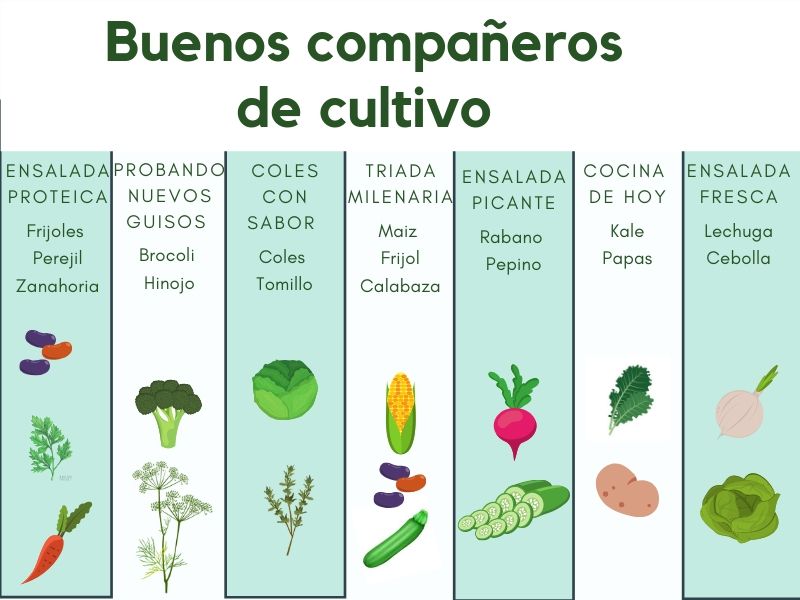 Buenos compañeros
de cultivo
ENSALADA
PROTEICA
Frijoles
Perejil
Zanahoria
PROBANDO
NUEVOS
GUISOS
Brocoli
Hinojo
COLES
CON
SABOR
Coles
Tomillo
TRIADA
MILENARIA
Maiz
Frijol
Calabaza
ENSALADA
PICANTE
Rabano
Pepino
COCINA
DE HOY
Kale
Papas
ENSALADA
FRESCA
Lechuga
Cebolla